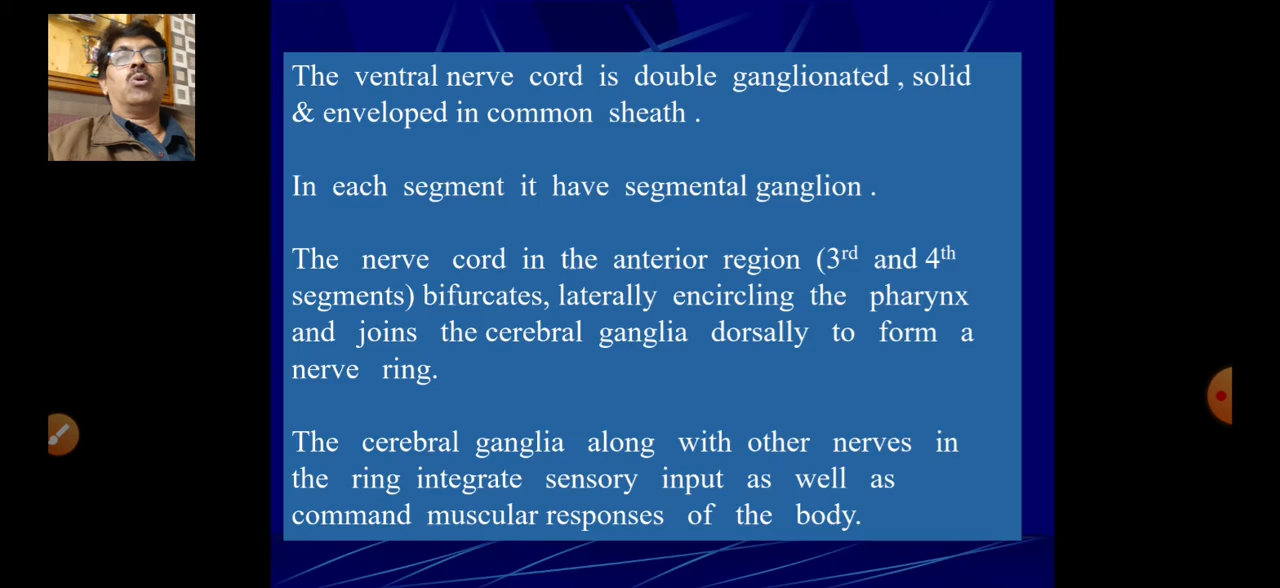 The ventral nerve cord is double ganglionated , solid
& enveloped in common sheath .
In each segment it have segmental ganglion .
The nerve cord in the anterior region (3rd and 4th
segments) bifurcates, laterally encircling the pharynx
and joins the cerebral ganglia dorsally to form a
nerve ring.
The cerebral ganglia along with other nerves in
the ring integrate sensory input as well as
command muscular responses of the body.